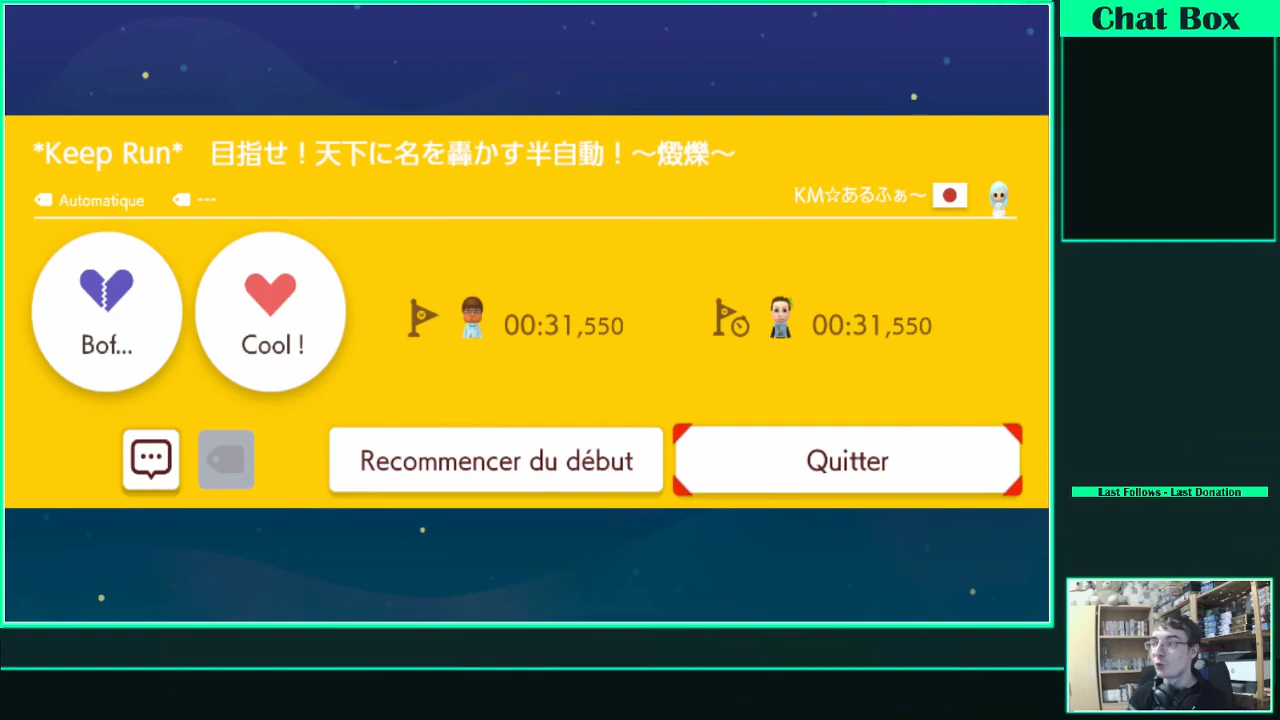 Chat Box
*Keep Run* 目指せ！天下に名を轟かす半自動！～煅爍～
Automatique ---
KM☆あるふぁ～
Bof...
Cool !
00:31,550
00:31,550
Recommencer du début
Quitter
Last Follows - Last Donation